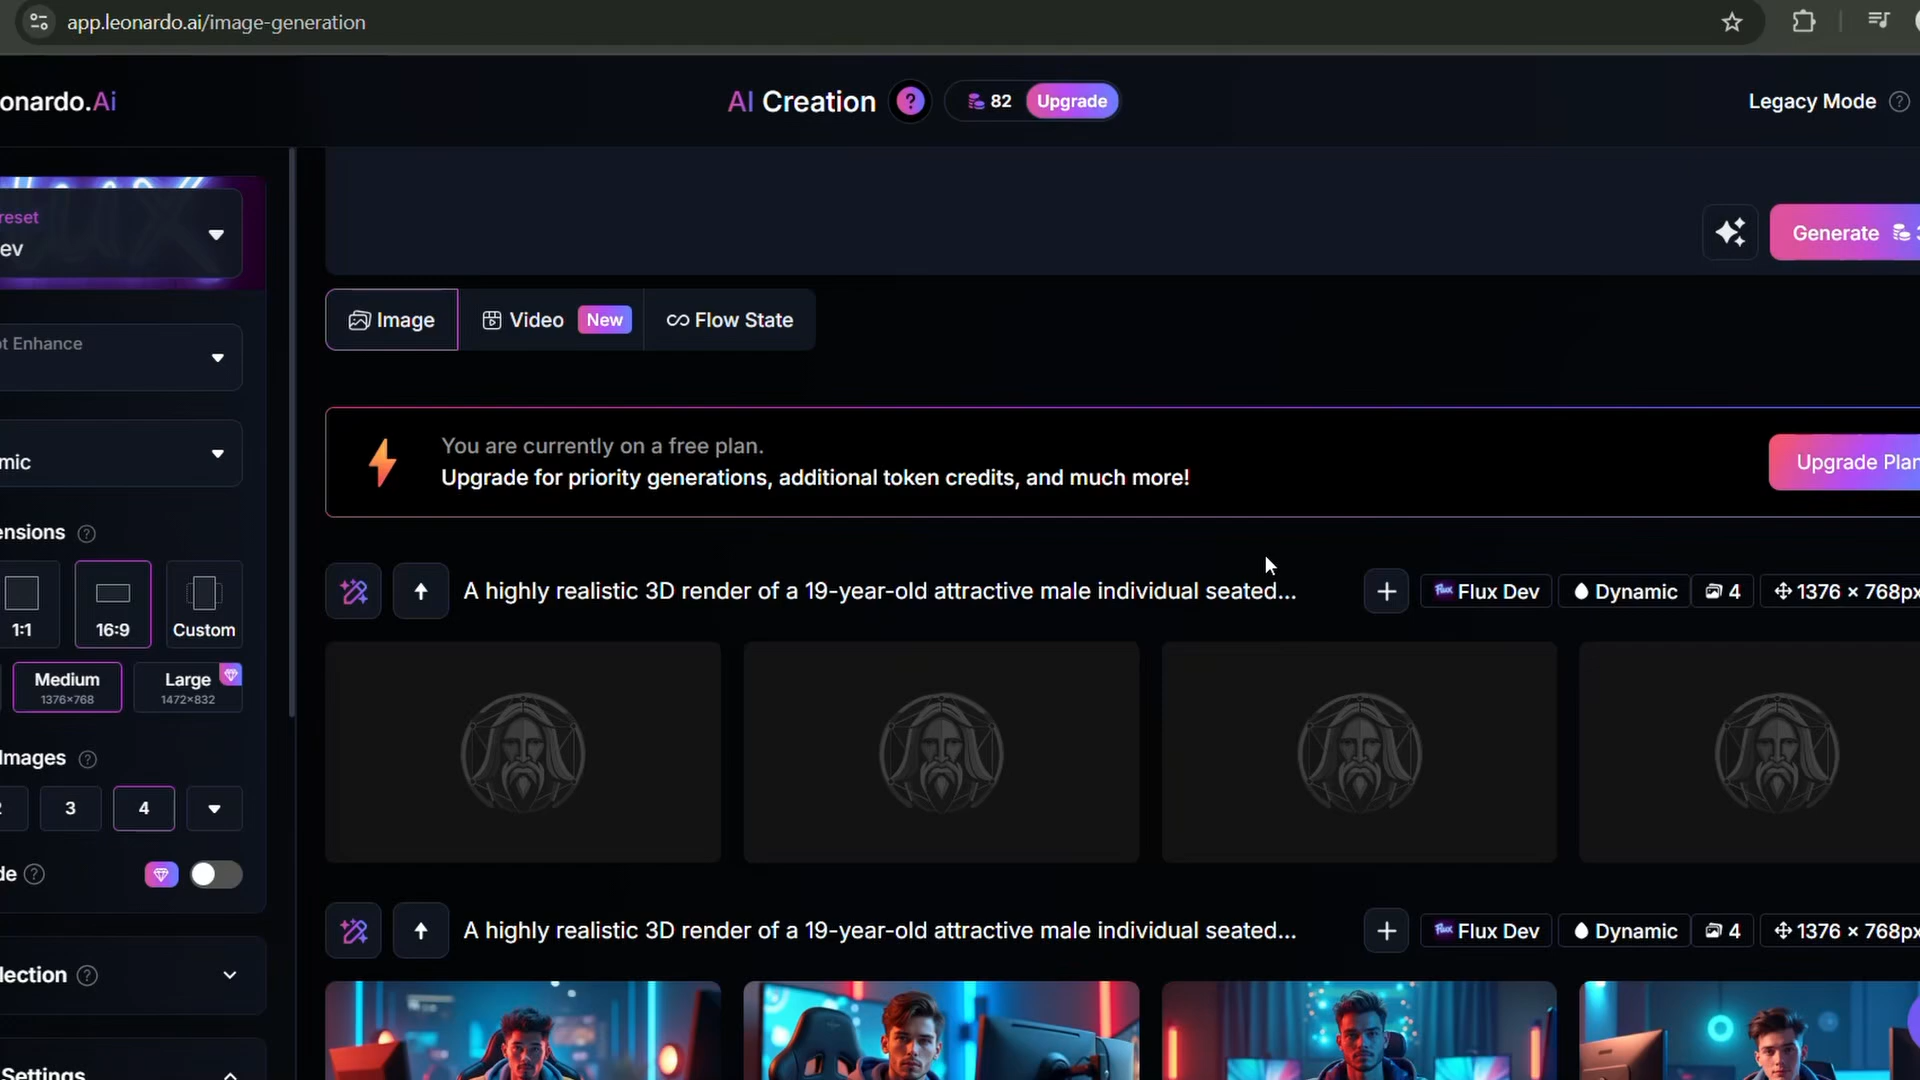 app.leonardo.ai/image-generation
onardo.Ai
AI Creation
?
82
Upgrade
Legacy Mode
?
reset
ev
Generate
Image
Video
New
Flow State
ot Enhance
mic
You are currently on a free plan.
Upgrade for priority generations, additional token credits, and much more!
Upgrade Plan
ensions
?
1:1
16:9
Custom
A highly realistic 3D render of a 19-year-old attractive male individual seated...
Flux Dev
Dynamic
4
1376 × 768px
Medium
1376×768
Large
1472×832
Images
?
3
4
de
?
A highly realistic 3D render of a 19-year-old attractive male individual seated...
Flux Dev
Dynamic
4
1376 × 768px
lection
?
Settings